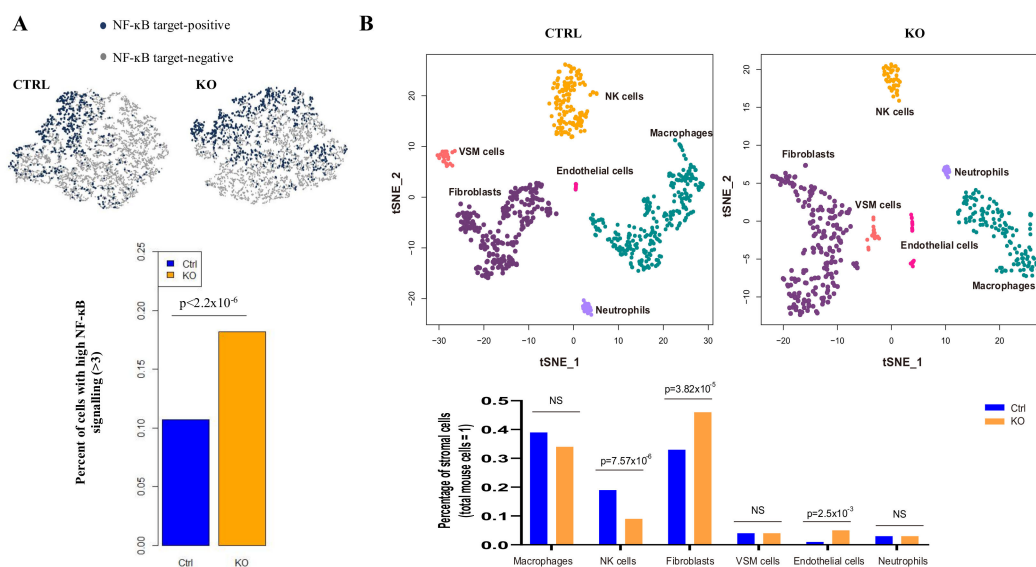 A
NF-κB target-positive
NF-κB target-negative
CTRL
KO
0.25
0.20
0.15
0.10
0.05
0.00
Percent of cells with high NF-κB
signalling (>3)
Ctrl
KO
p<2.2x10-6
Ctrl
KO
B
CTRL
KO
tSNE_2
20
10
0
−10
−20
NK cells
Macrophages
VSM cells
Endothelial cells
Fibroblasts
Neutrophils
−30
−20
−10
0
10
20
30
tSNE_1
tSNE_2
20
15
10
5
0
−5
−10
NK cells
Neutrophils
Fibroblasts
VSM cells
Endothelial cells
Macrophages
−20
−10
0
10
20
tSNE_1
Percentage of stromal cells
(total mouse cells = 1)
0.5
0.4
0.3
0.2
0.1
0.0
NS
p=7.57x10-6
p=3.82x10-5
NS
p=2.5x10-3
NS
Ctrl
KO
Macrophages
NK cells
Fibroblasts
VSM cells
Endothelial cells
Neutrophils